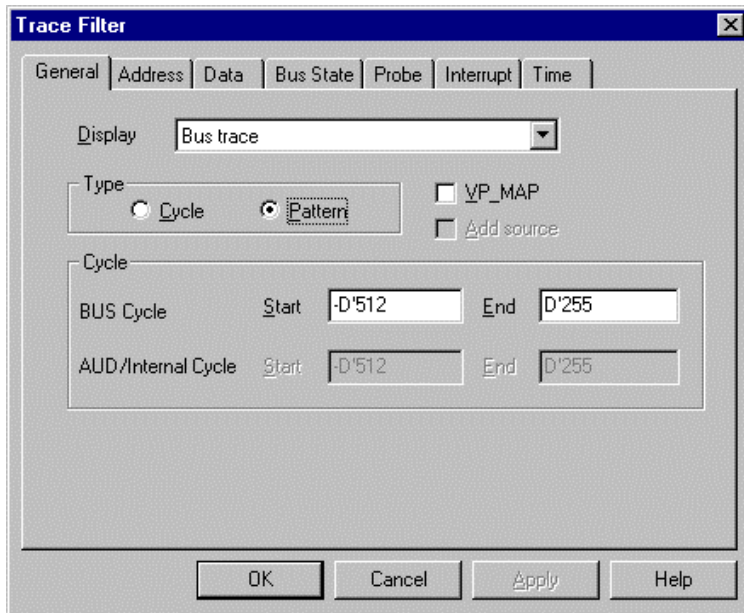 Trace Filter
General Address Data Bus State Probe Interrupt Time
Display Bus trace
Type
Cycle Pattern
VP_MAP
Add source
Cycle
BUS Cycle Start -D'512 End D'255
AUD/Internal Cycle Start -D'512 End D'255
OK Cancel Apply Help